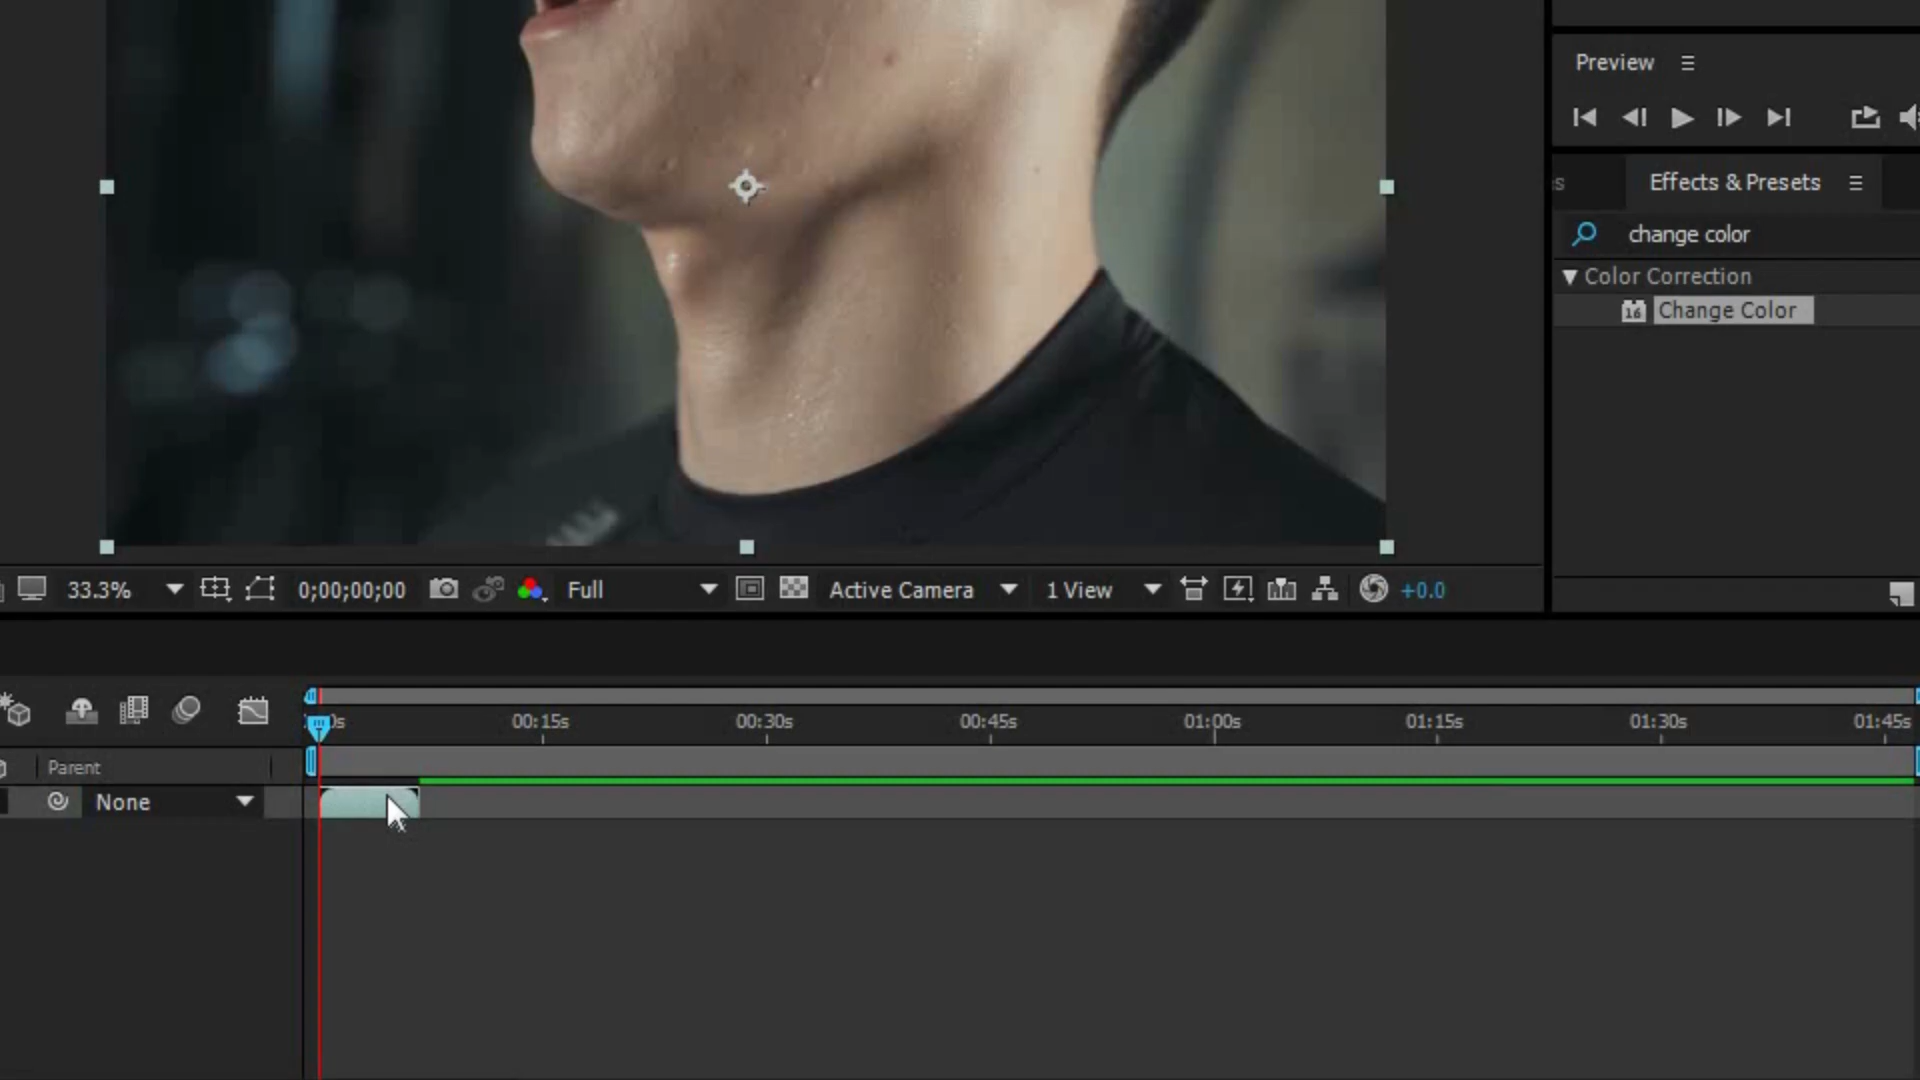 Preview
s
Effects & Presets
change color
Color Correction
16
Change Color
33.3%
0;00;00;00
Full
Active Camera
1 View
+0.0
0s
00:15s
00:30s
00:45s
01:00s
01:15s
01:30s
01:45s
Parent
None